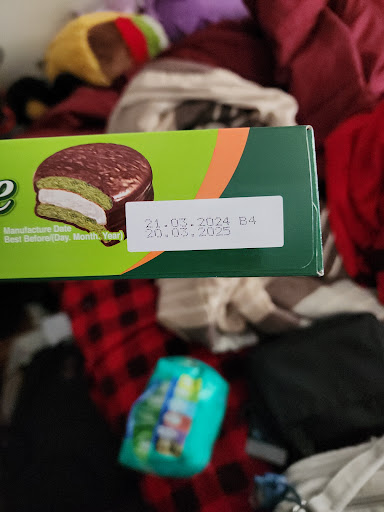 e
Manufacture Date
Best Before/(Day. Month. Year)
21.03.2024 B4
20.03.2025